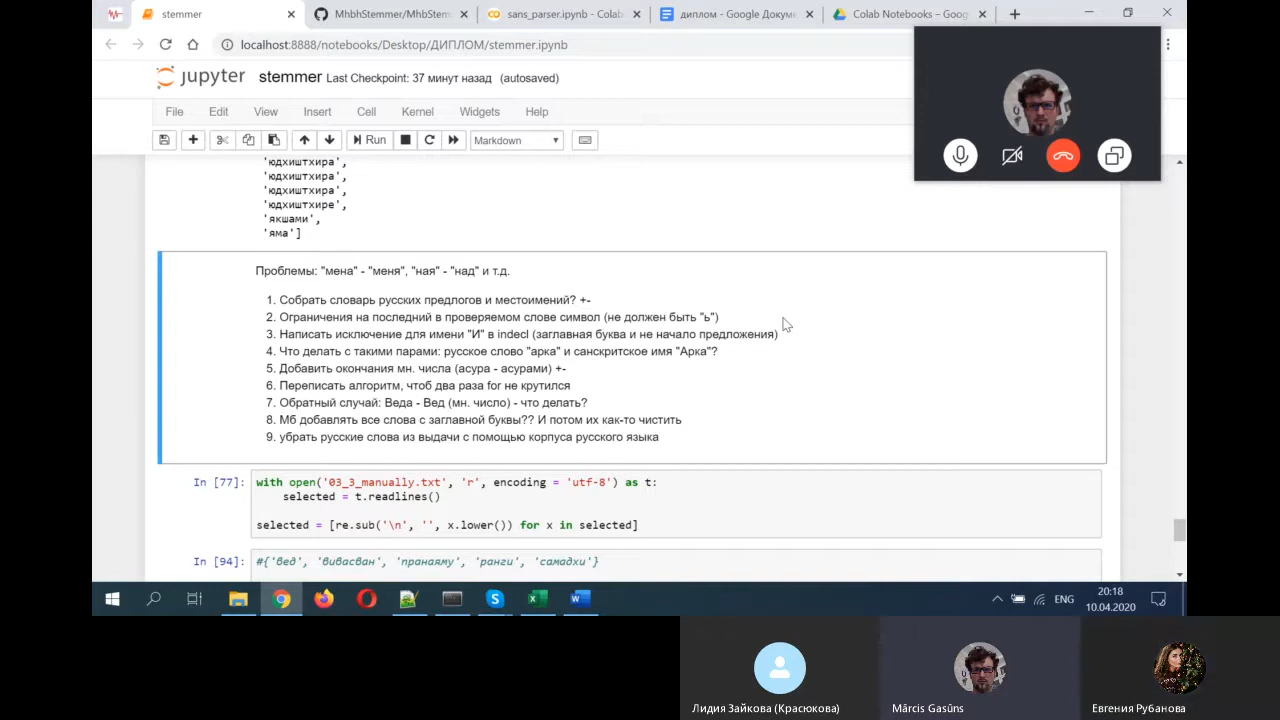 stemmer
MhbhStemmer/MhbStem
sans_parser.ipynb - Colab
диплом - Google Докуме
Colab Notebooks – Goog
localhost:8888/notebooks/Desktop/ДИПЛОМ/stemmer.ipynb
jupyter stemmer Last Checkpoint: 37 минут назад (autosaved)
File Edit View Insert Cell Kernel Widgets Help
Run Markdown
'юдхиштхира',
'юдхиштхира',
'юдхиштхира',
'юдхиштхире',
'якшами',
'яма']
Проблемы: "мена" - "меня", "ная" - "над" и т.д.
1. Собрать словарь русских предлогов и местоимений? +-
2. Ограничения на последний в проверяемом слове символ (не должен быть "ь")
3. Написать исключение для имени "И" в indecl (заглавная буква и не начало предложения)
4. Что делать с такими парами: русское слово "арка" и санскритское имя "Арка"?
5. Добавить окончания мн. числа (асура - асурами) +-
6. Переписать алгоритм, чтоб два раза for не крутился
7. Обратный случай: Веда - Вед (мн. число) - что делать?
8. Мб добавлять все слова с заглавной буквы?? И потом их как-то чистить
9. убрать русские слова из выдачи с помощью корпуса русского языка
In [77]: with open('03_3_manually.txt', 'r', encoding = 'utf-8') as t:
selected = t.readlines()
selected = [re.sub('\n', '', x.lower()) for x in selected]
In [94]: #{'вед', 'вивасван', 'пранаяму', 'ранги', 'самадхи'}
ENG
20:18
10.04.2020
Лидия Зайкова (Красюкова)
Mārcis Gasūns
Евгения Рубанова